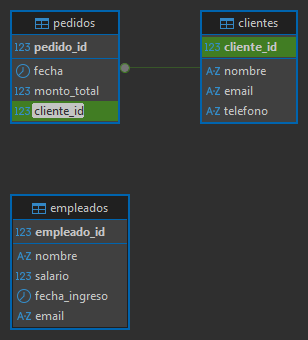 pedidos
123 pedido_id
fecha
123 monto_total
123 cliente_id
clientes
123 cliente_id
A-Z nombre
A-Z email
A-Z telefono
empleados
123 empleado_id
A-Z nombre
123 salario
fecha_ingreso
A-Z email